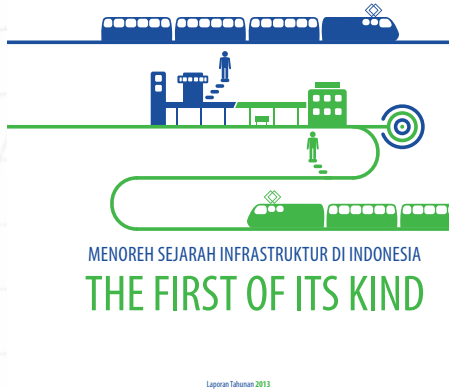 MENOREH SEJARAH INFRASTRUKTUR DI INDONESIA
THE FIRST OF ITS KIND
Laporan Tahunan 2013